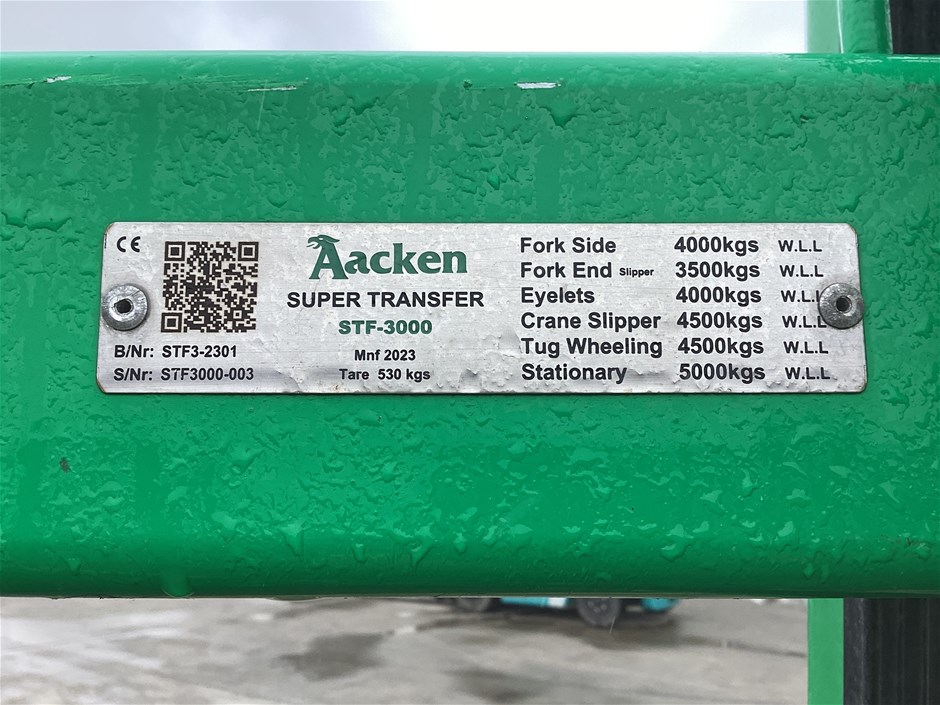 CE
Aacken
SUPER TRANSFER
STF-3000
B/Nr: STF3-2301
Mnf 2023
S/Nr: STF3000-003
Tare 530 kgs
Fork Side 4000kgs W.L.L
Fork End Slipper 3500kgs W.L.L
Eyelets 4000kgs W.L.L
Crane Slipper 4500kgs W.L.L
Tug Wheeling 4500kgs W.L.L
Stationary 5000kgs W.L.L